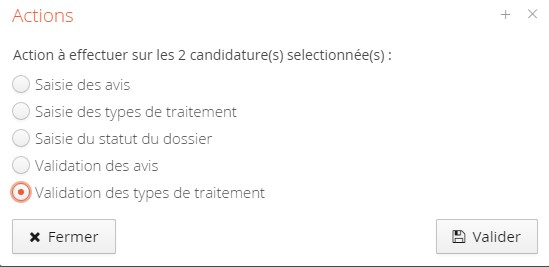 Actions
Action à effectuer sur les 2 candidature(s) selectionnée(s) :
Saisie des avis
Saisie des types de traitement
Saisie du statut du dossier
Validation des avis
Validation des types de traitement
Fermer
Valider